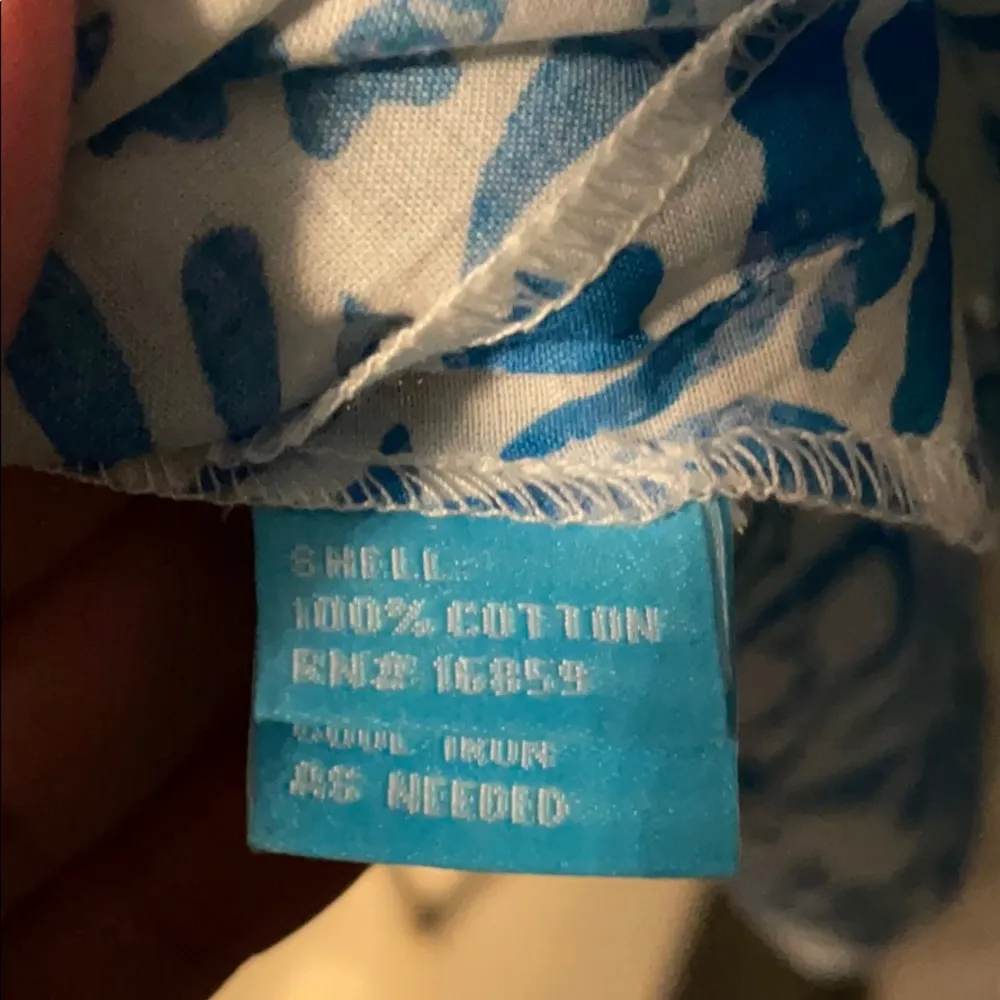 SHELL:
100% COTTON
RN# 16859
COOL IRON
AS NEEDED